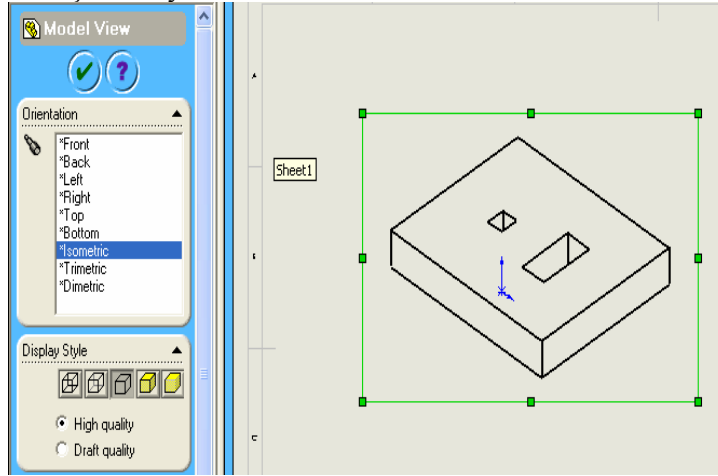 Model View
?
Orientation
*Front
*Back
*Left
*Right
*Top
*Bottom
*Isometric
*Trimetric
*Dimetric
Display Style
High quality
Draft quality
Sheet1